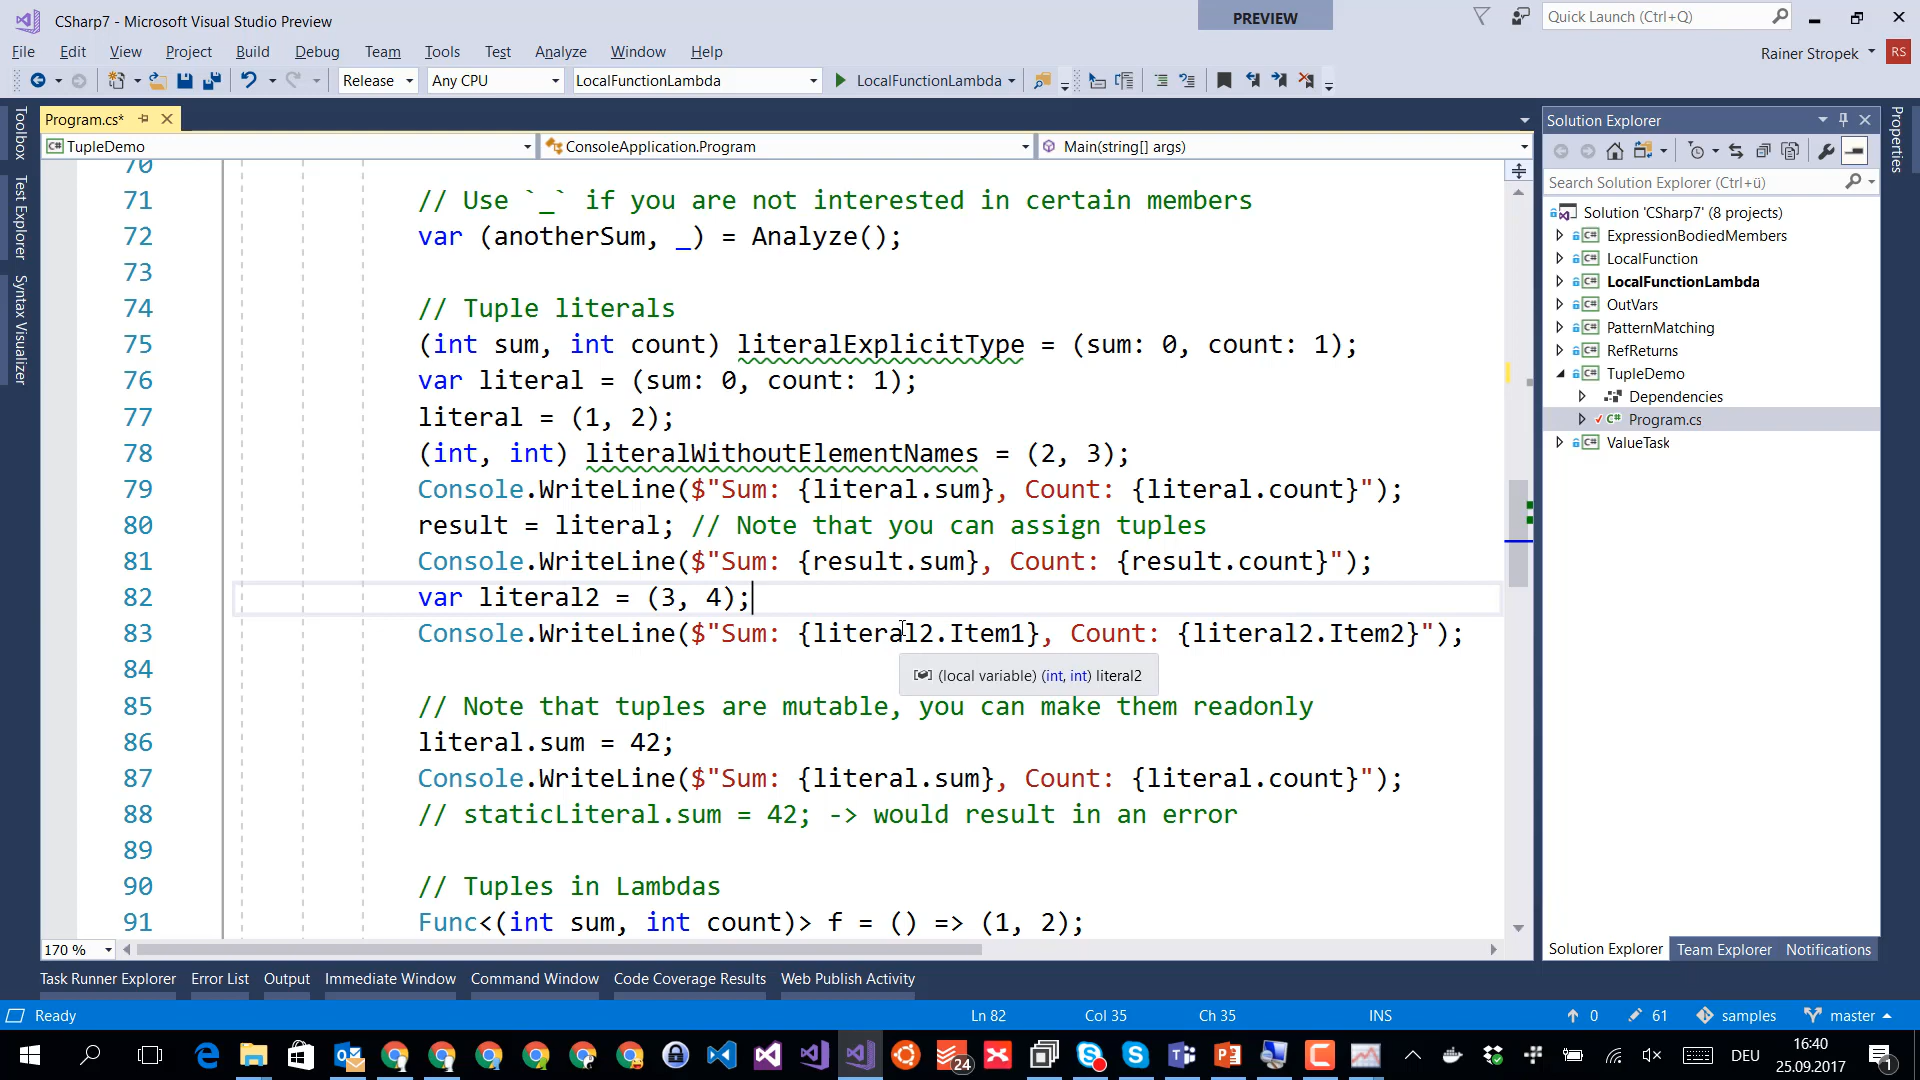 CSharp7 - Microsoft Visual Studio Preview
PREVIEW
Quick Launch (Ctrl+Q)
File Edit View Project Build Debug Team Tools Test Analyze Window Help
Rainer Stropek
RS
Release Any CPU LocalFunctionLambda LocalFunctionLambda
Toolbox
Test Explorer
Syntax Visualizer
Program.cs*
TupleDemo ConsoleApplication.Program Main(string[] args)
70
71 // Use `_` if you are not interested in certain members
72 var (anotherSum, _) = Analyze();
73
74 // Tuple literals
75 (int sum, int count) literalExplicitType = (sum: 0, count: 1);
76 var literal = (sum: 0, count: 1);
77 literal = (1, 2);
78 (int, int) literalWithoutElementNames = (2, 3);
79 Console.WriteLine($"Sum: {literal.sum}, Count: {literal.count}");
80 result = literal; // Note that you can assign tuples
81 Console.WriteLine($"Sum: {result.sum}, Count: {result.count}");
82 var literal2 = (3, 4);
83 Console.WriteLine($"Sum: {literal2.Item1}, Count: {literal2.Item2}");
84
(local variable) (int, int) literal2
85 // Note that tuples are mutable, you can make them readonly
86 literal.sum = 42;
87 Console.WriteLine($"Sum: {literal.sum}, Count: {literal.count}");
88 // staticLiteral.sum = 42; -> would result in an error
89
90 // Tuples in Lambdas
91 Func<(int sum, int count)> f = () => (1, 2);
170 %
Solution Explorer
Search Solution Explorer (Ctrl+ü)
Solution 'CSharp7' (8 projects)
C# ExpressionBodiedMembers
C# LocalFunction
C# LocalFunctionLambda
C# OutVars
C# PatternMatching
C# RefReturns
C# TupleDemo
Dependencies
C# Program.cs
C# ValueTask
Solution Explorer Team Explorer Notifications
Properties
Task Runner Explorer Error List Output Immediate Window Command Window Code Coverage Results Web Publish Activity
Ready Ln 82 Col 35 Ch 35 INS 0 61 samples master
24
DEU
16:40
25.09.2017
1